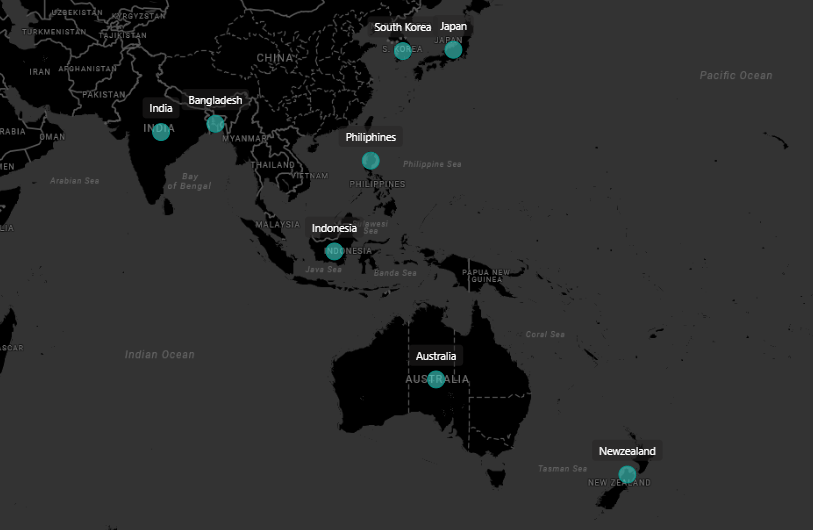 UZBEKISTAN
KYRGYZSTAN
TURKMENISTAN
TAJIKISTAN
South Korea
Japan
JAPAN
S. KOREA
CHINA
IRAN
AFGHANISTAN
Pacific Ocean
PAKISTAN
India
Bangladesh
INDIA
OMAN
MYANMAR
Philiphines
THAILAND
Philippine Sea
VIETNAM
Arabian Sea
Bay
of Bengal
PHILIPPINES
MALAYSIA
Indonesia
Sea
INDONESIA
Java Sea
Banda Sea
PAPUA NEW
GUINEA
Coral Sea
Indian Ocean
Australia
AUSTRALIA
Newzealand
Tasman Sea
NEW ZEALAND